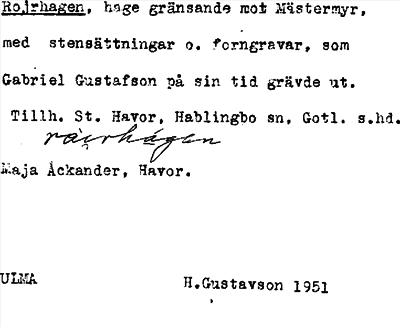 Rojrhagen, hage gränsande mot Mästermyr,
med stensättningar o. forngravar, som
Gabriel Gustafson på sin tid grävde ut.
Tillh. St. Havor, Hablingbo sn, Gotl. s.hd.
råirhágen
Maja Åckander, Havor.
ULMA H.Gustavson 1951